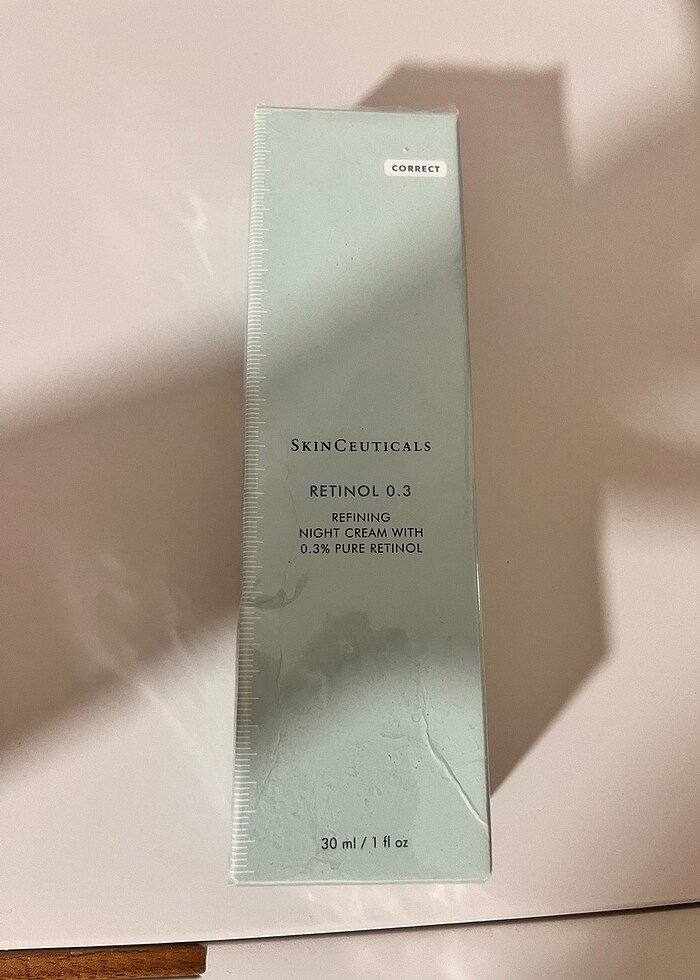 CORRECT
SKINCEUTICALS
RETINOL 0.3
REFINING
NIGHT CREAM WITH
0.3% PURE RETINOL
30 ml / 1 fl oz